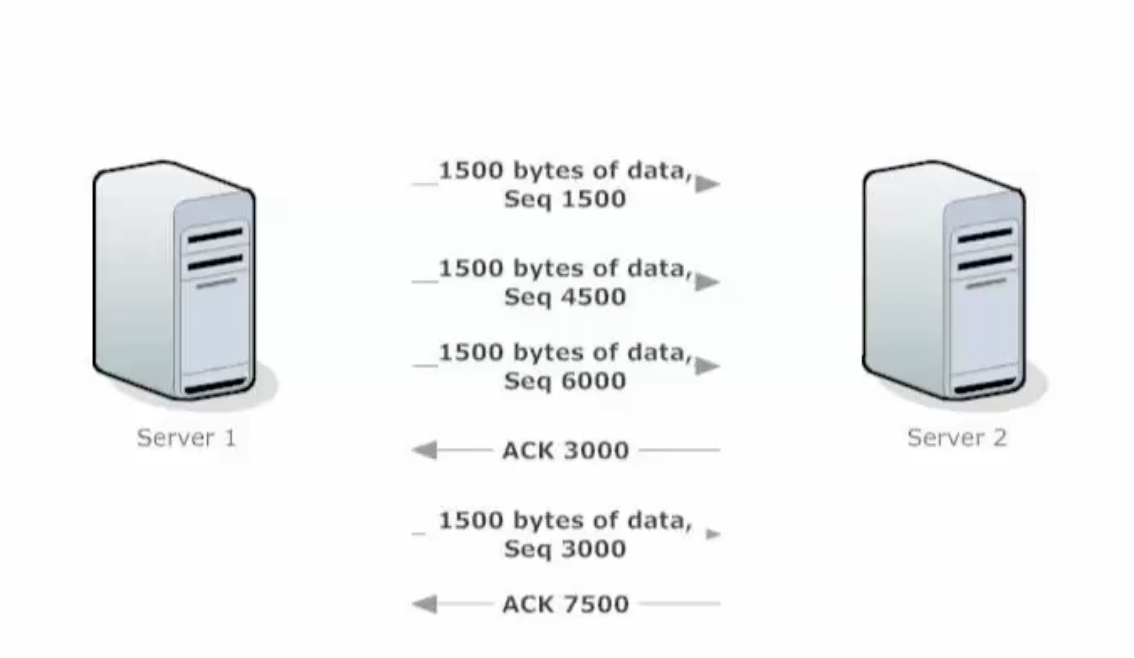 1500 bytes of data,
Seq 1500
1500 bytes of data,
Seq 4500
1500 bytes of data,
Seq 6000
Server 1
Server 2
ACK 3000
1500 bytes of data,
Seq 3000
ACK 7500